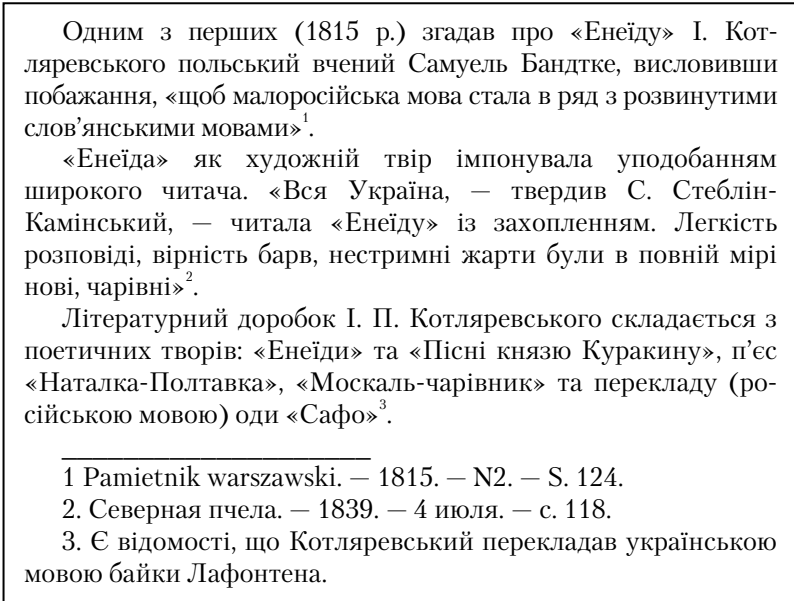 Одним з перших (1815 р.) згадав про «Енеїду» І. Кот-
ляревського польський вчений Самуель Бандтке, висловивши
побажання, «щоб малоросійська мова стала в ряд з розвинутими
слов’янськими мовами»¹.
«Енеїда» як художній твір імпонувала уподобанням
широкого читача. «Вся Україна, — твердив С. Стеблін-
Камінський, — читала «Енеїду» із захопленням. Легкість
розповіді, вірність барв, нестримні жарти були в повній мірі
нові, чарівні»².
Літературний доробок І. П. Котляревського складається з
поетичних творів: «Енеїди» та «Пісні князю Куракину», п’єс
«Наталка-Полтавка», «Москаль-чарівник» та перекладу (ро-
сійською мовою) оди «Сафо»³.
1 Pamietnik warszawski. — 1815. — N2. — S. 124.
2. Северная пчела. — 1839. — 4 июля. — с. 118.
3. Є відомості, що Котляревський перекладав українською
мовою байки Лафонтена.